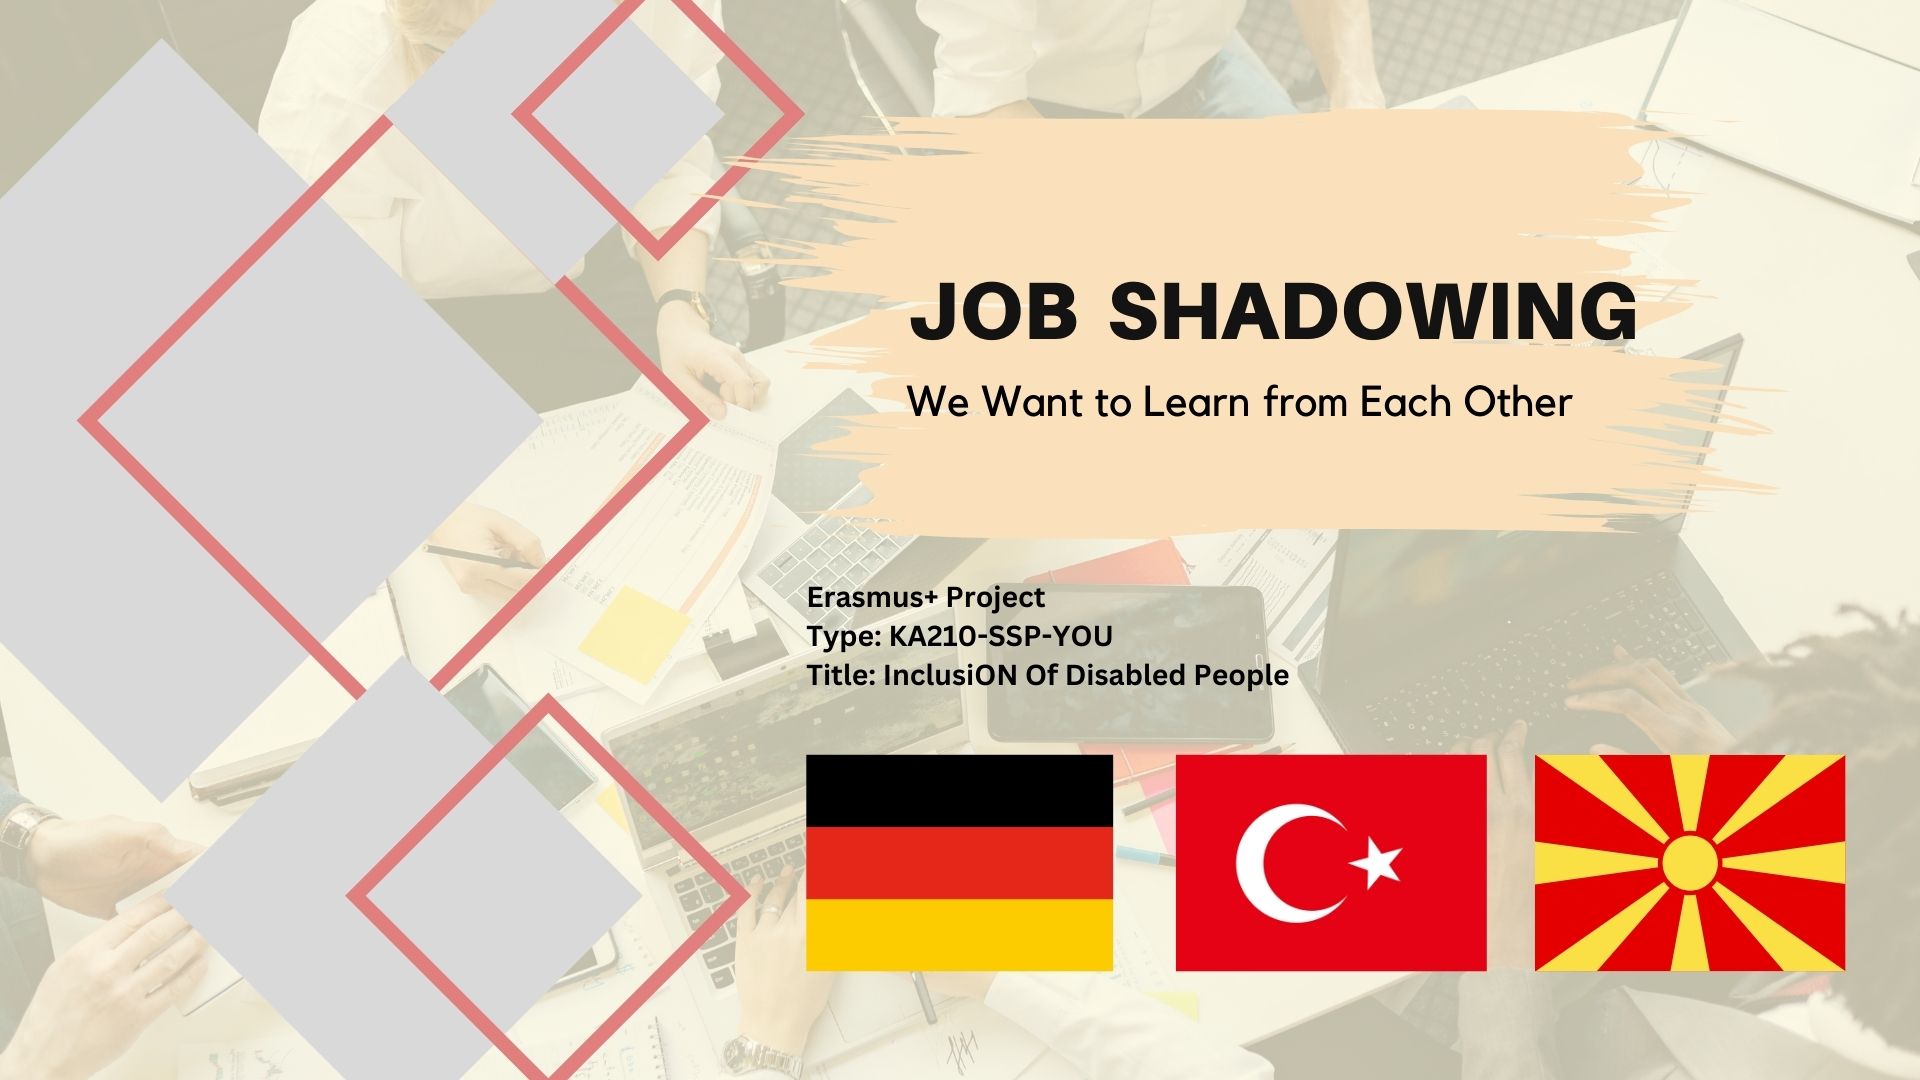 JOB SHADOWING
We Want to Learn from Each Other
Erasmus+ Project
Type: KA210-SSP-YOU
Title: InclusiON Of Disabled People